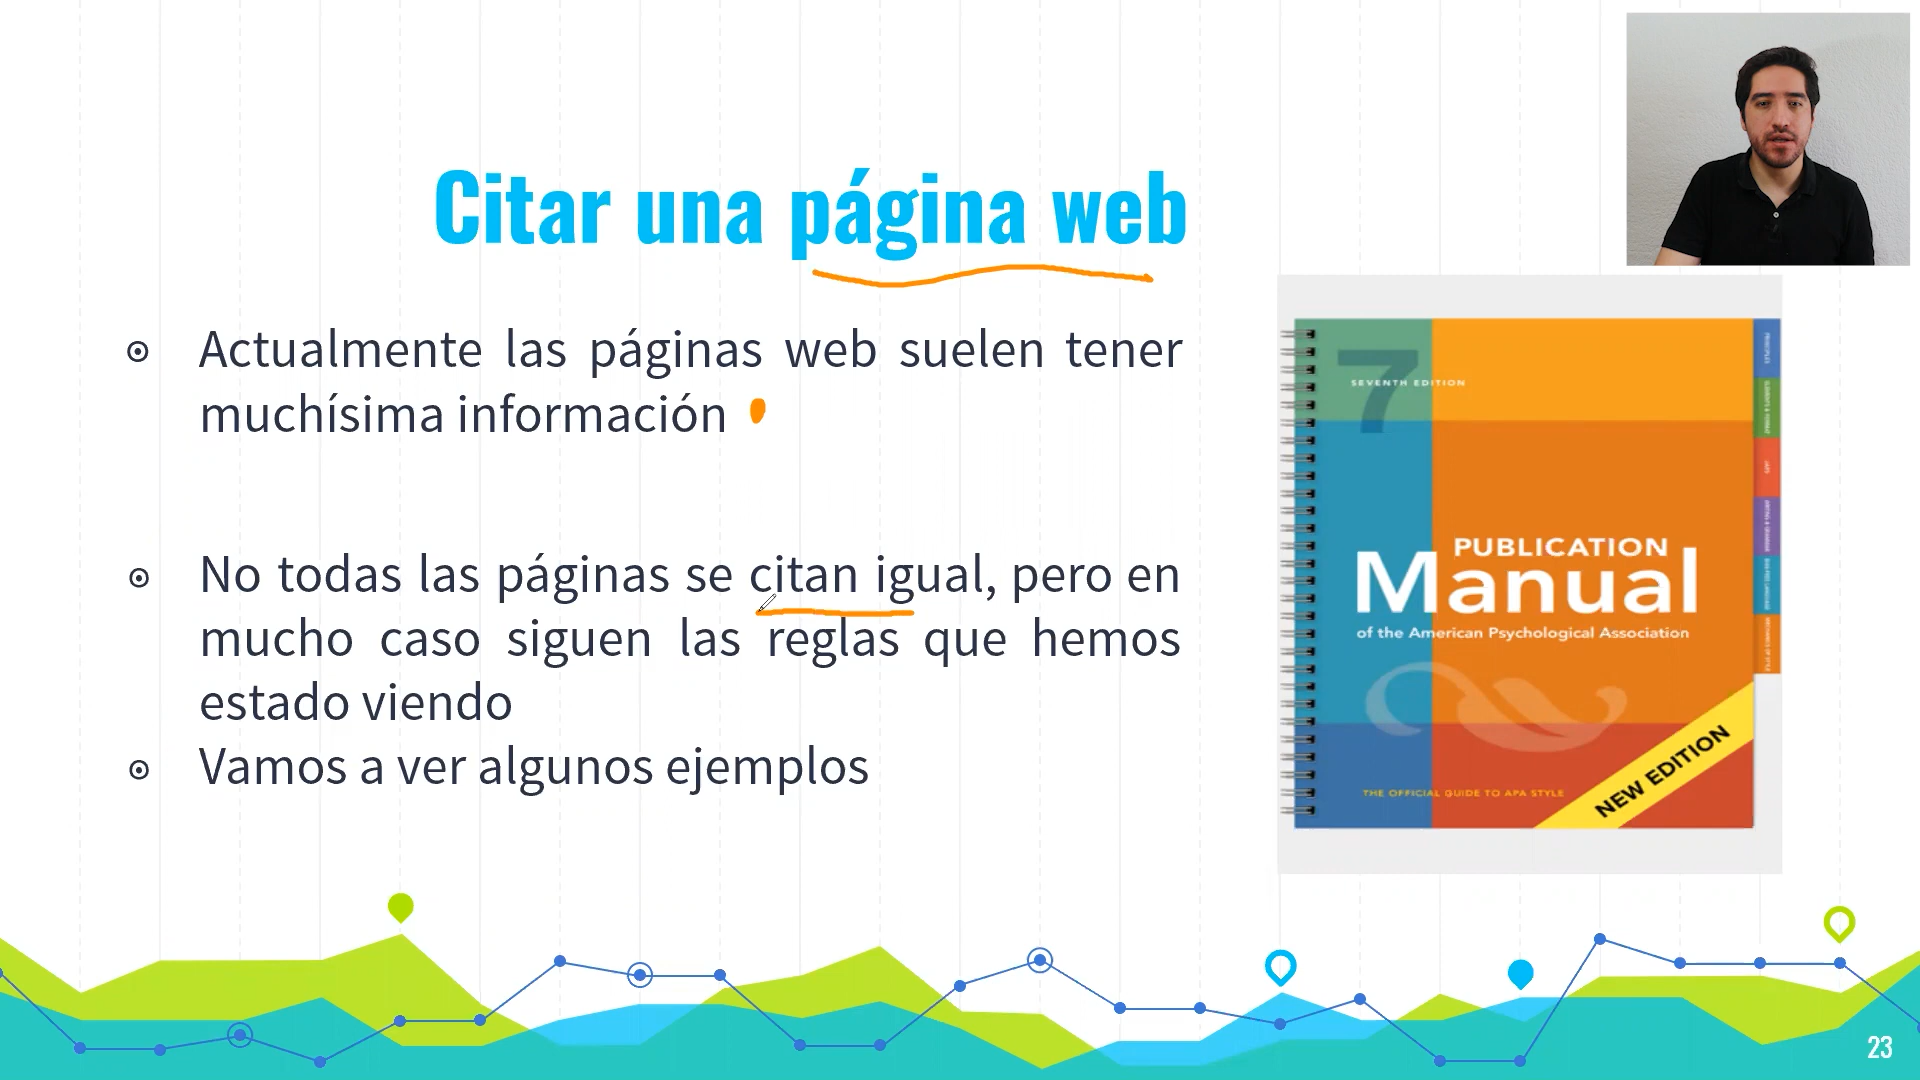 Citar una página web
Actualmente las páginas web suelen tener
muchísima información
No todas las páginas se citan igual, pero en
mucho caso siguen las reglas que hemos
estado viendo
Vamos a ver algunos ejemplos
7
SEVENTH EDITION
PUBLICATION
Manual
of the American Psychological Association
THE OFFICIAL GUIDE TO APA STYLE
NEW EDITION
23